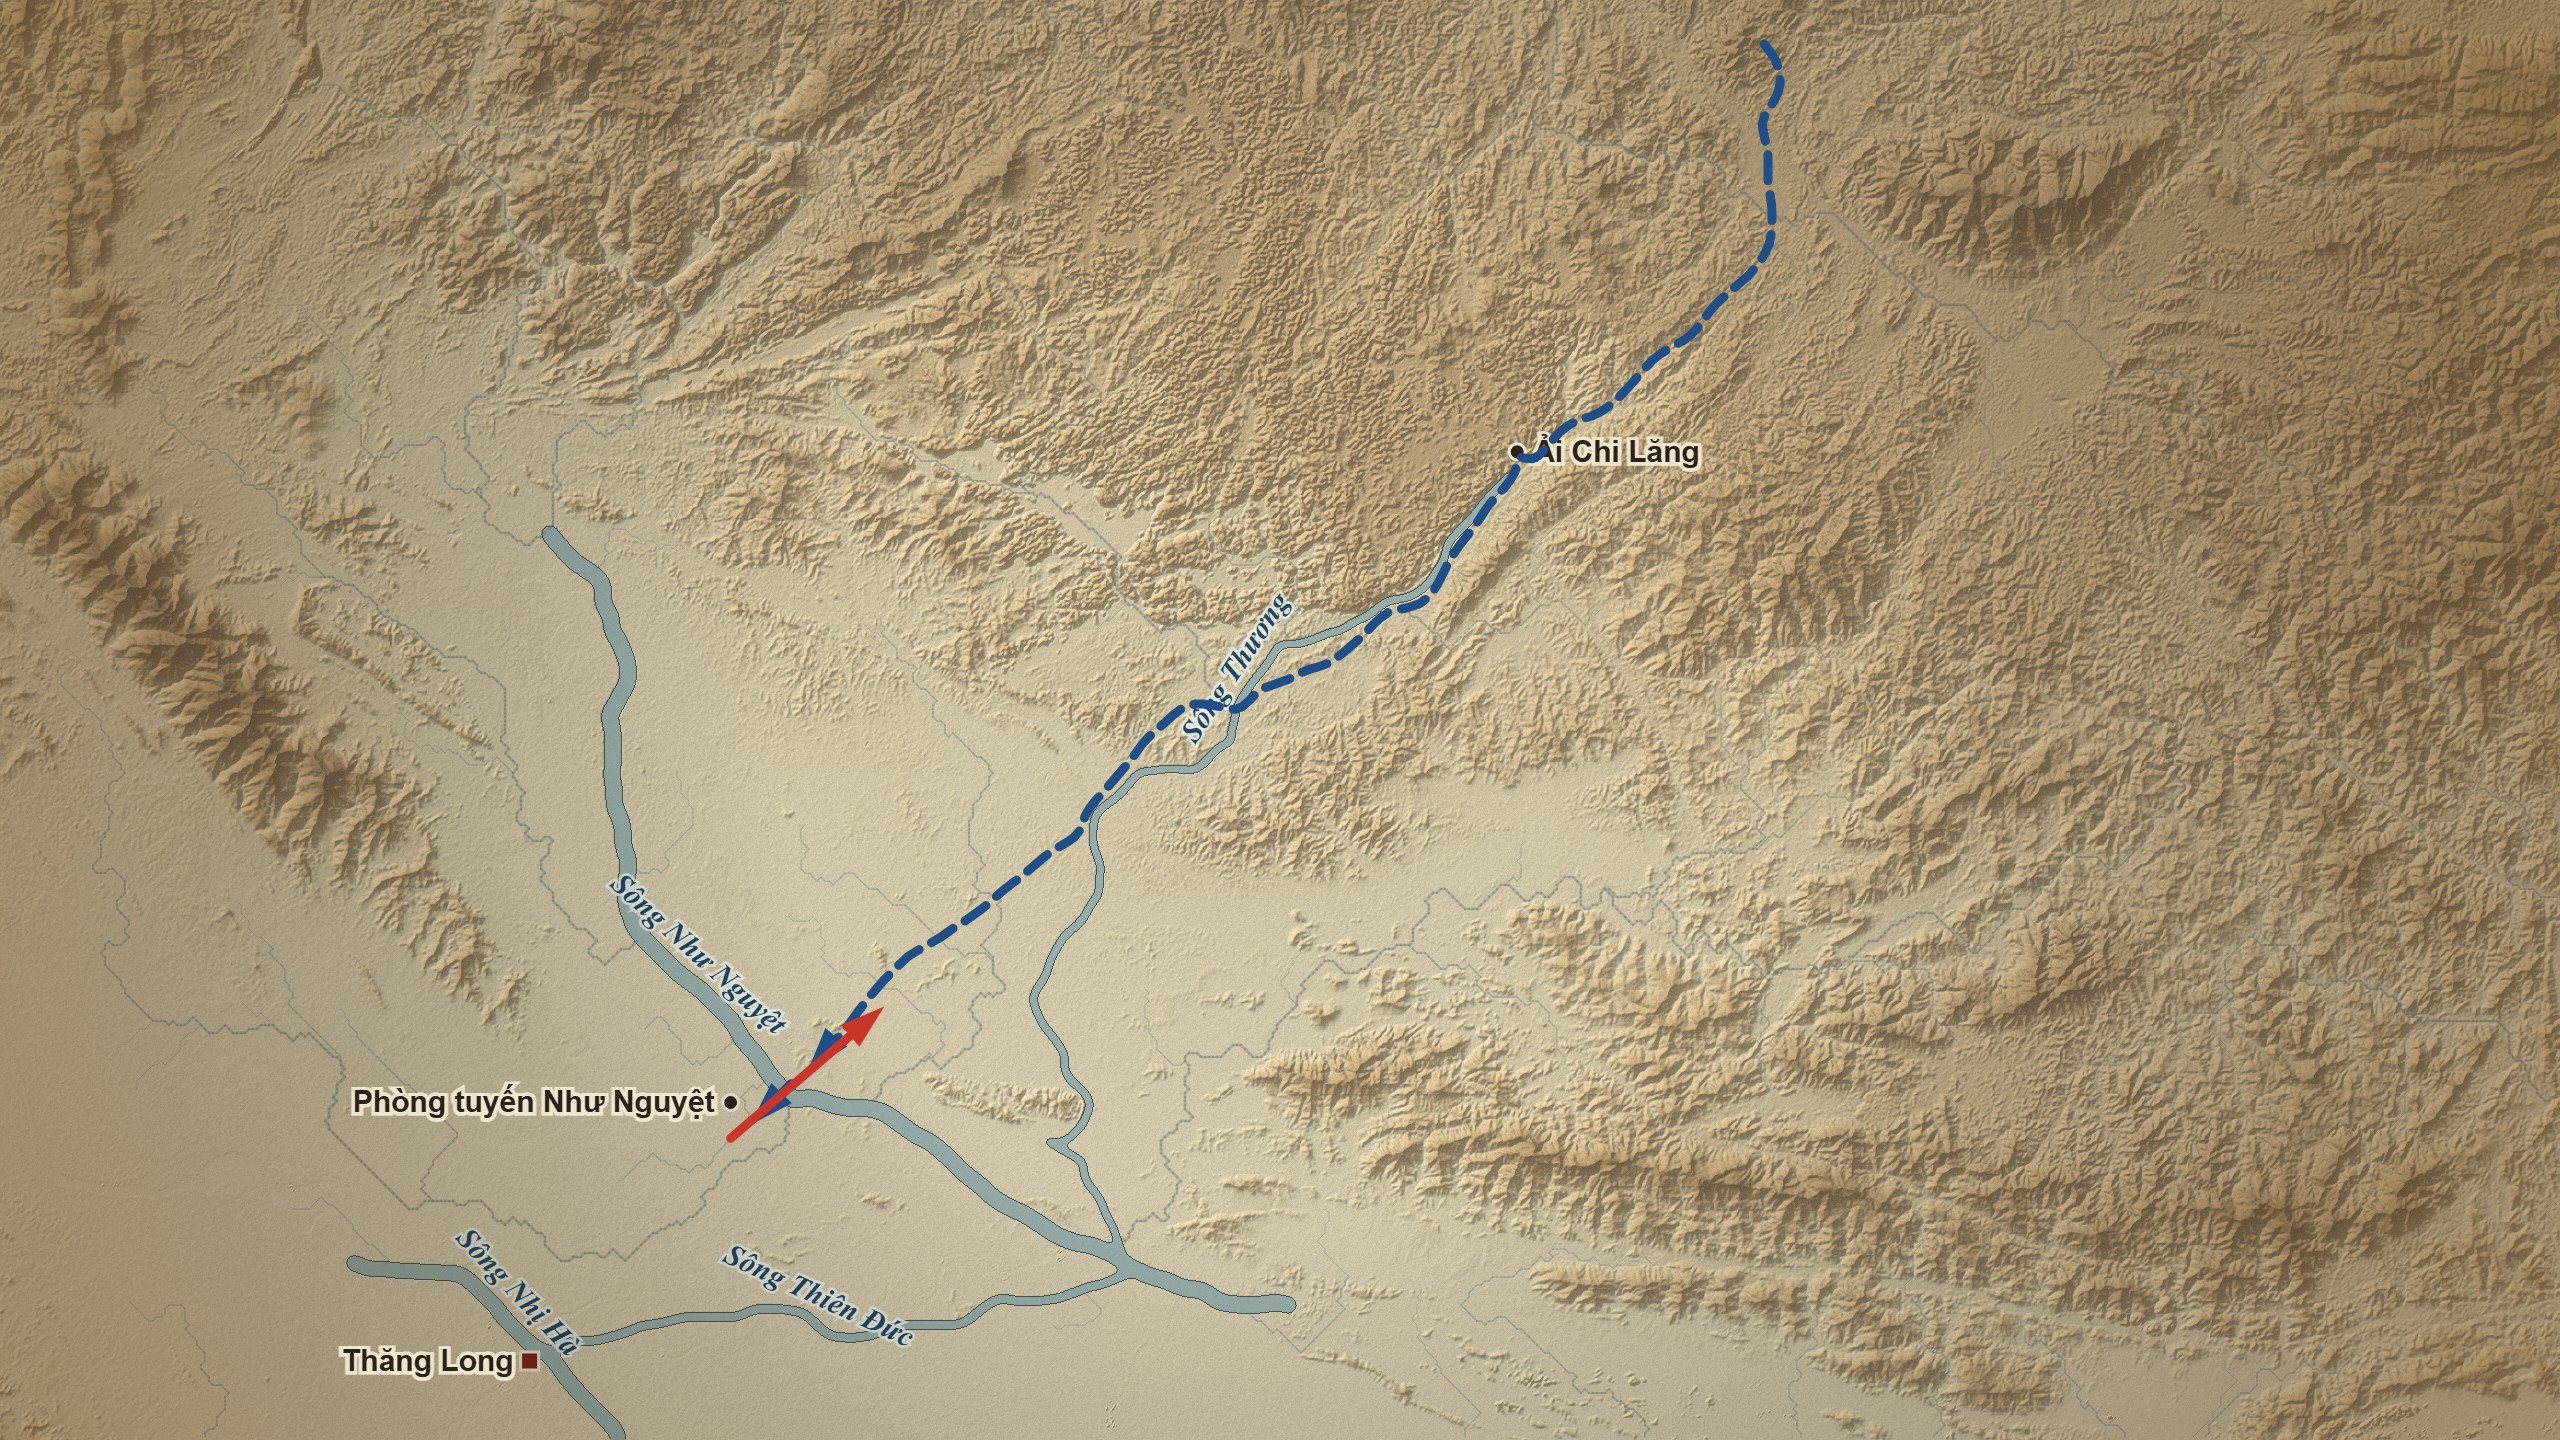 Ải Chi Lăng
Sông Thương
Sông Như Nguyệt
Phòng tuyến Như Nguyệt
Sông Nhị Hà
Sông Thiên Đức
Thăng Long